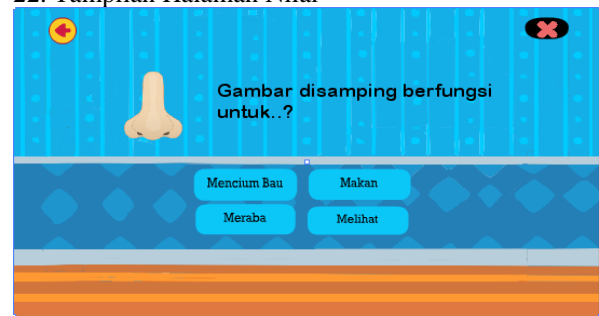 22. Tampilan Halaman Nilai
Gambar disamping berfungsi
untuk..?
Mencium Bau
Makan
Meraba
Melihat